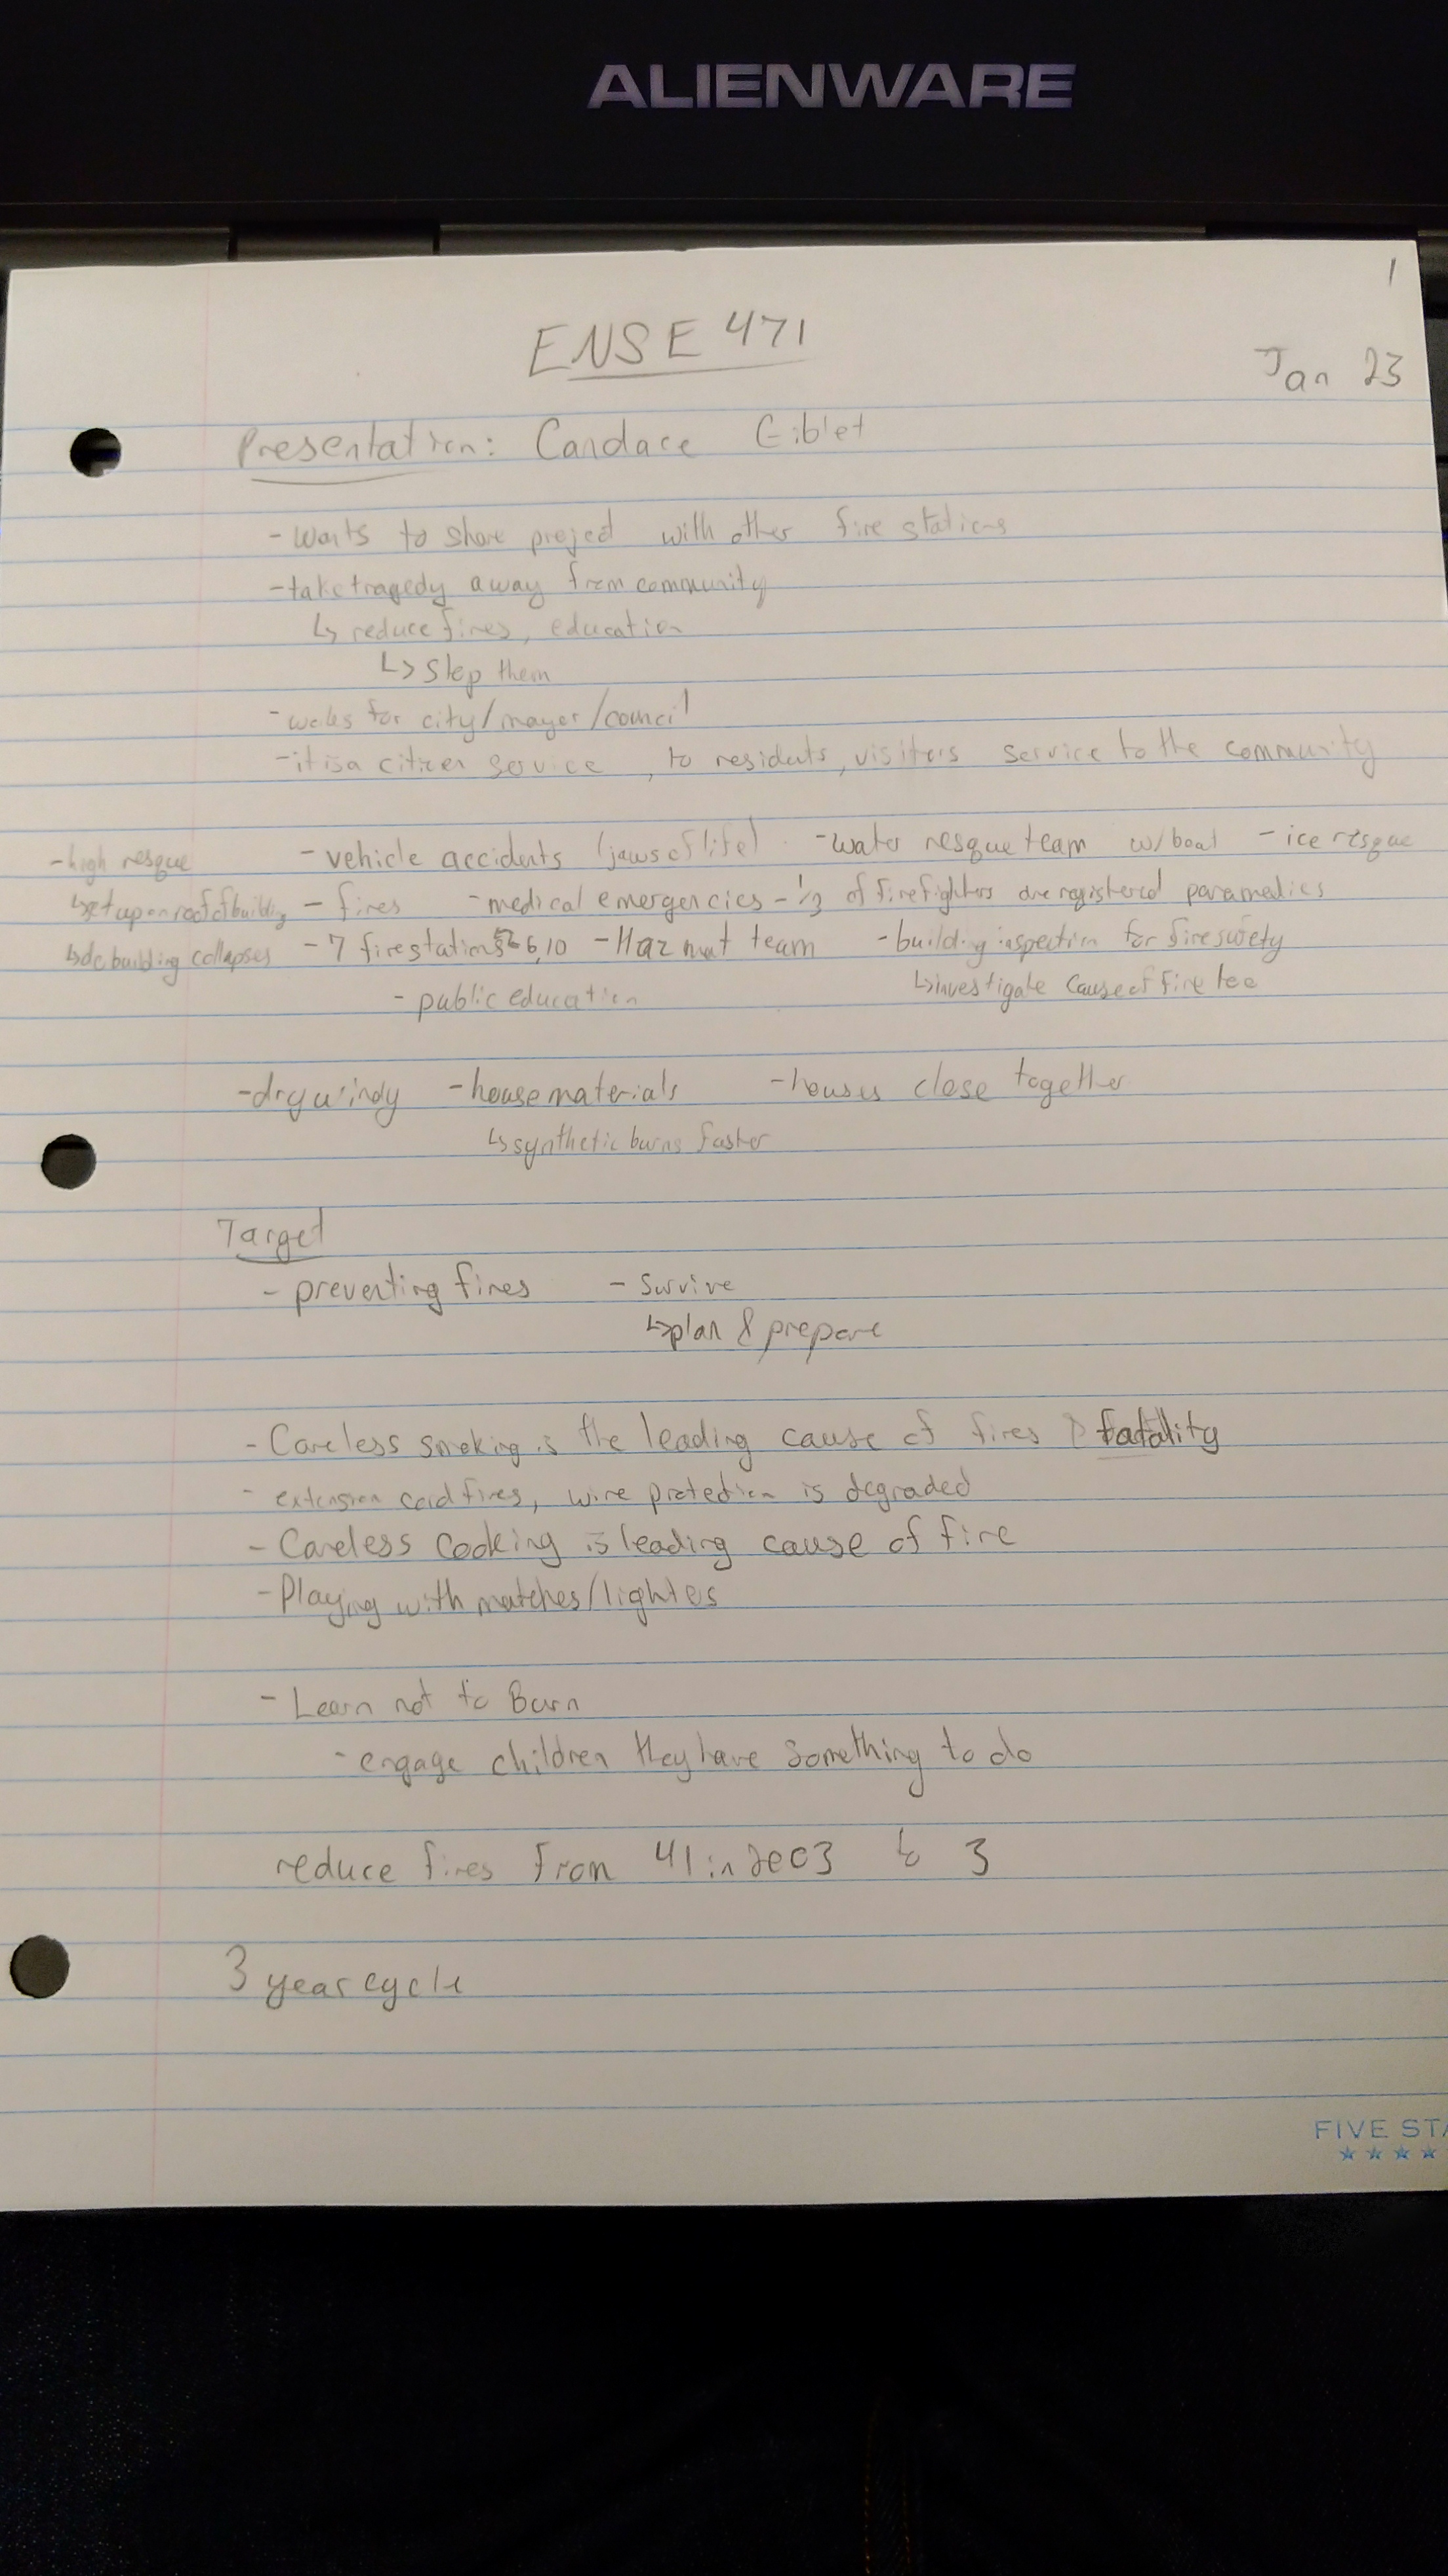 ALIENWARE
1
ENSE 471
Jan 23
Presentation: Candace Giblet
- wants to share project with other fire stations
- take tragedy away from community
↳ reduce fires, education
↳ stop them
- works for city/mayor/council
- it is a citizen service, to residents, visitors service to the community
- high resque - vehicle accidents (jaws of life) - water resque team w/ boat - ice resque
↳ set up on roof of building - fires - medical emergencies - 1/3 of firefighters are registered paramedics
↳ do building collapses - 7 fire stations 6,10 - Haz mat team - building inspection for fire
- public education ↳ investigate cause of fire too
- dry windy - house materials - houses close together
↳ synthetic burns faster
Target
- preventing fires - survive
↳ plan & prepare
- Careless smoking is the leading cause of fires fatality
- extension cord fires, wire protection is degraded
- Careless cooking is leading cause of fire
- Playing with matches/lighters
- Learn not to Burn
- engage children they have something to do
reduce fires from 41 in 2003 to 3
3 year cycle
FIVE STA